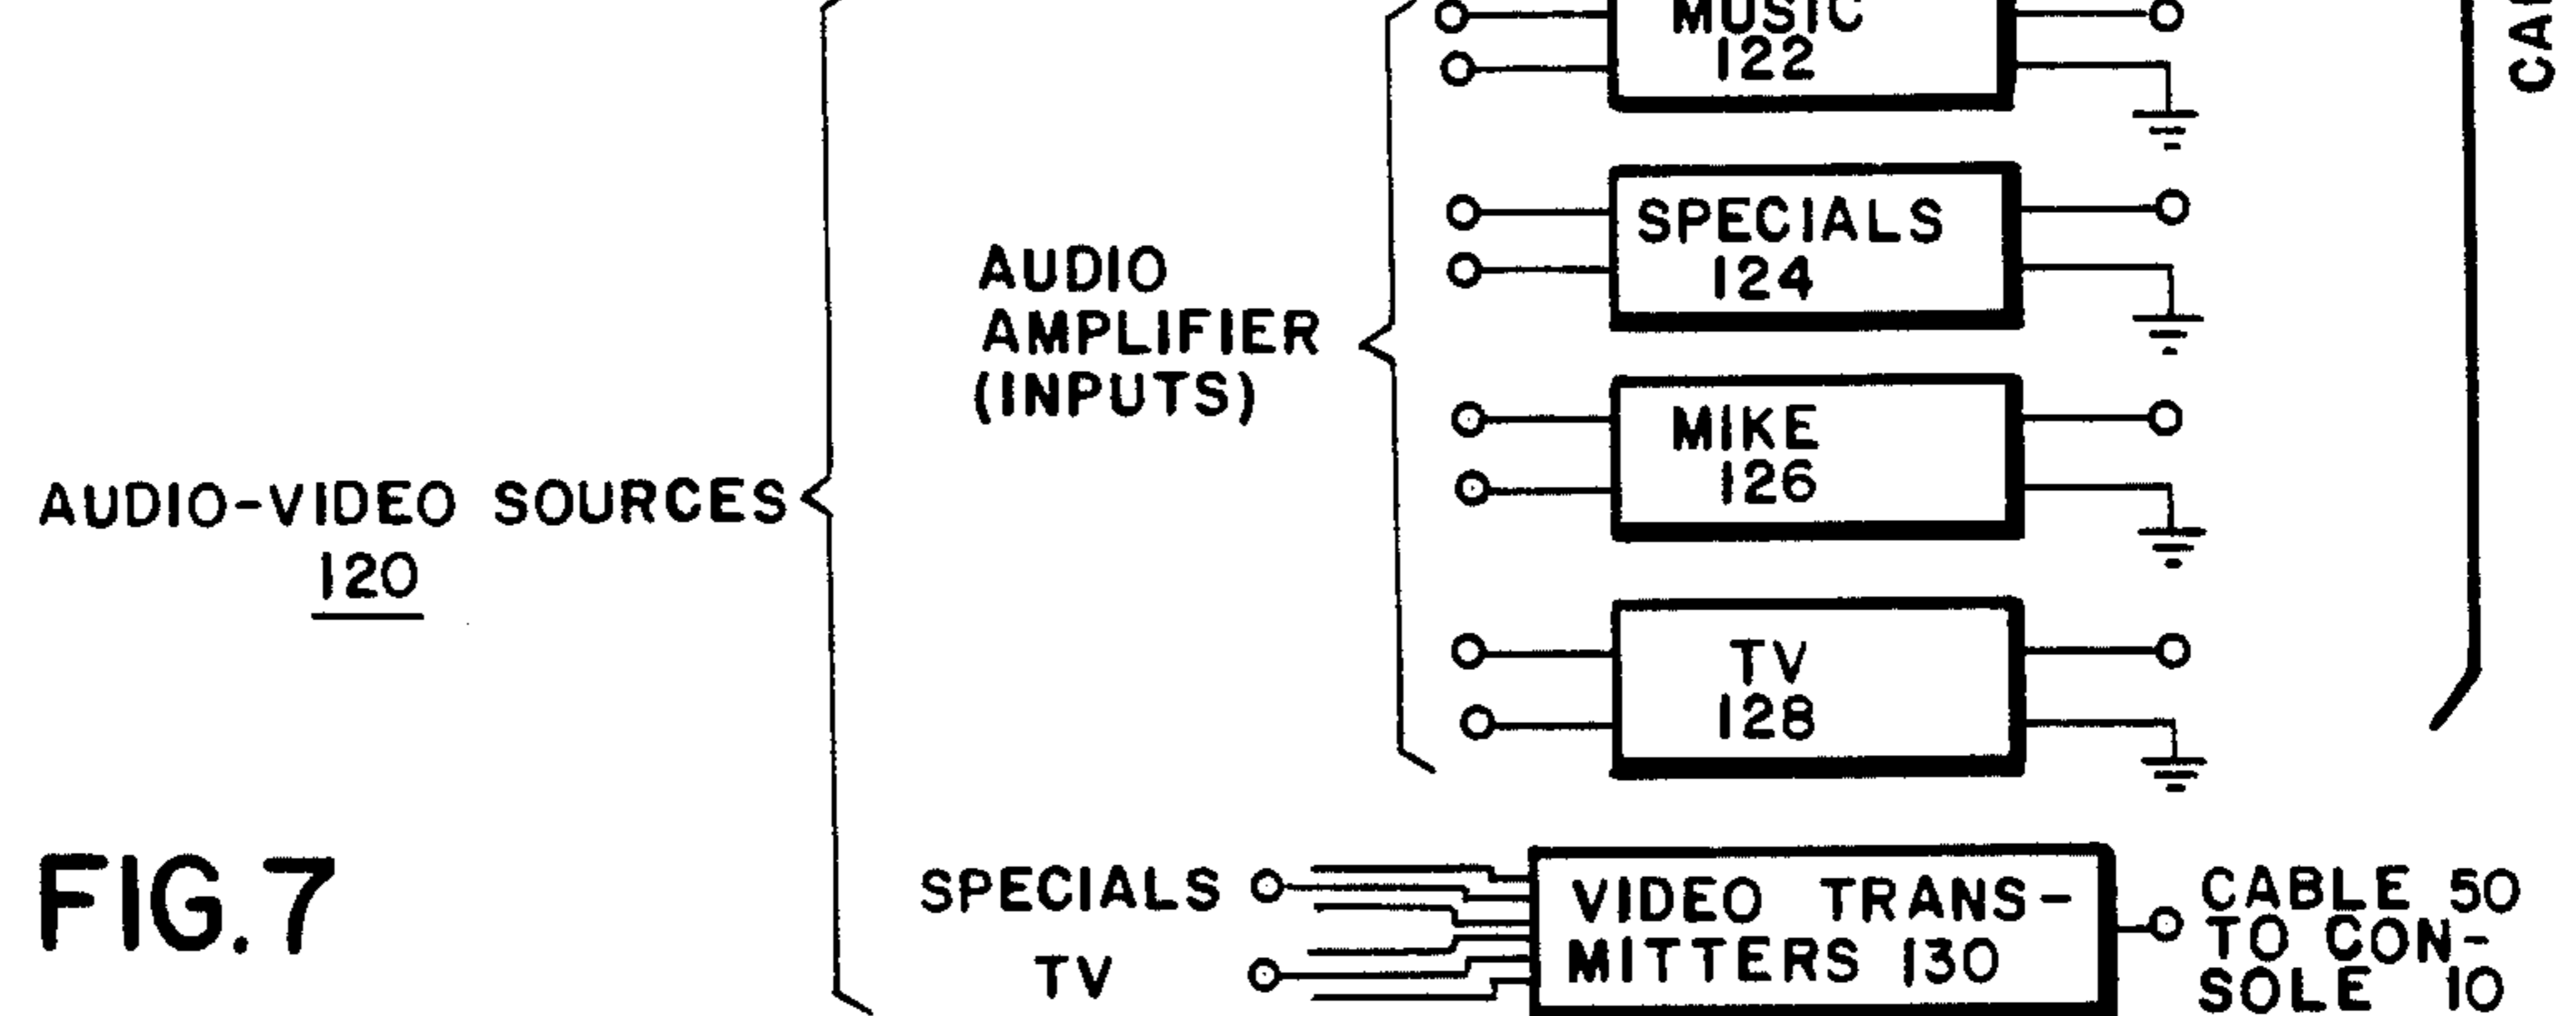 MUSIC
122
SPECIALS
124
AUDIO
AMPLIFIER
(INPUTS)
MIKE
126
AUDIO-VIDEO SOURCES
120
TV
128
FIG.7
SPECIALS
TV
VIDEO TRANS-
MITTERS 130
CABLE 50
TO CON-
SOLE 10